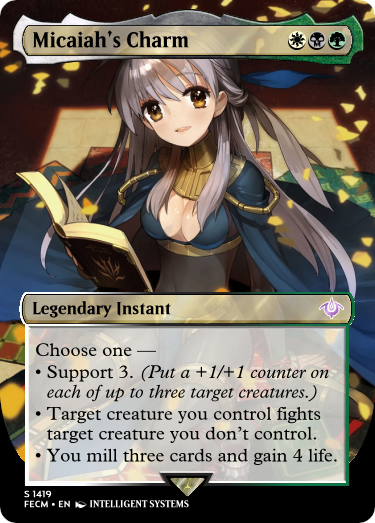 Micaiah's Charm
Legendary Instant
Choose one —
• Support 3. (Put a +1/+1 counter on
each of up to three target creatures.)
• Target creature you control fights
target creature you don't control.
• You mill three cards and gain 4 life.
S 1419
FECM • EN INTELLIGENT SYSTEMS